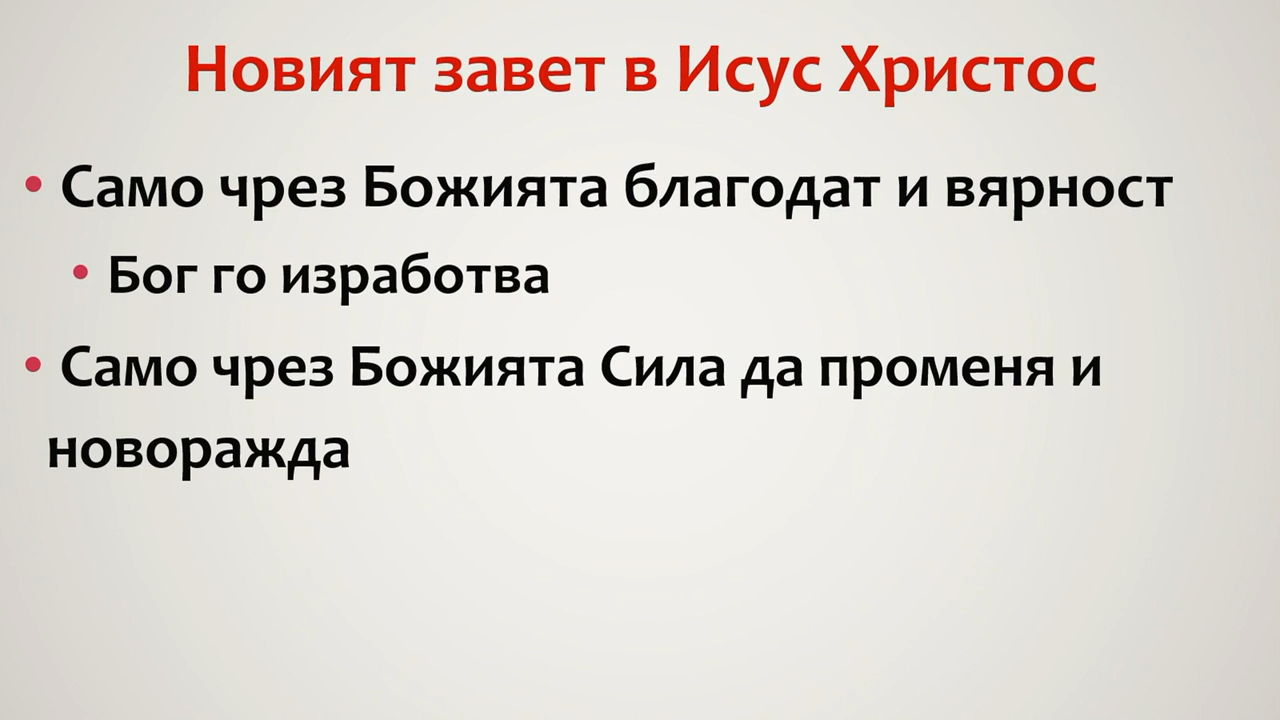 Новият завет в Исус Христос
• Само чрез Божията благодат и вярност
• Бог го изработва
• Само чрез Божията Сила да променя и
новоражда